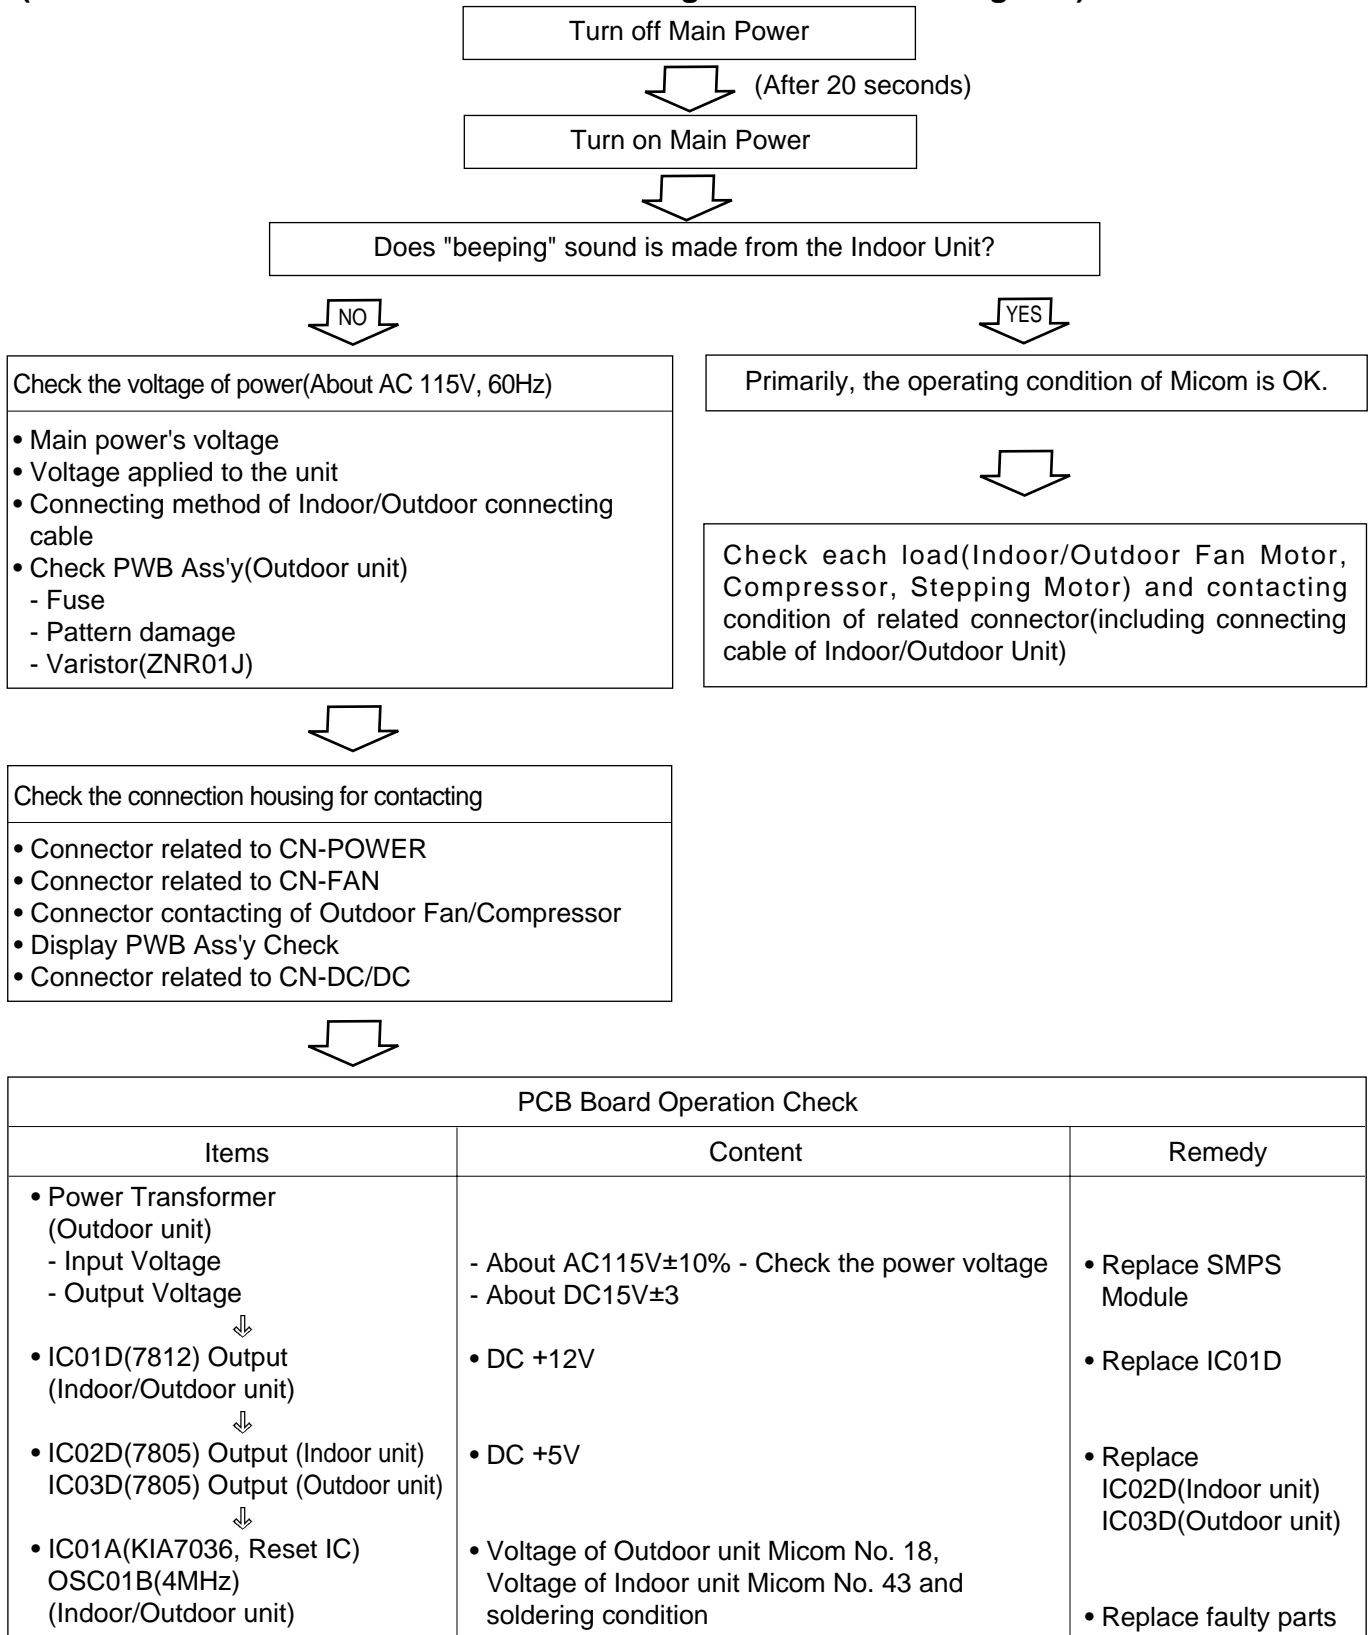 Turn off Main Power
(After 20 seconds)
Turn on Main Power
Does "beeping" sound is made from the Indoor Unit?
NO
YES
Check the voltage of power(About AC 115V, 60Hz)
• Main power's voltage
• Voltage applied to the unit
• Connecting method of Indoor/Outdoor connecting
cable
• Check PWB Ass'y(Outdoor unit)
- Fuse
- Pattern damage
- Varistor(ZNR01J)
Primarily, the operating condition of Micom is OK.
Check each load(Indoor/Outdoor Fan Motor,
Compressor, Stepping Motor) and contacting
condition of related connector(including connecting
cable of Indoor/Outdoor Unit)
Check the connection housing for contacting
• Connector related to CN-POWER
• Connector related to CN-FAN
• Connector contacting of Outdoor Fan/Compressor
• Display PWB Ass'y Check
• Connector related to CN-DC/DC
PCB Board Operation Check
Items
Content
Remedy
• Power Transformer
(Outdoor unit)
- Input Voltage
- Output Voltage
- About AC115V±10% - Check the power voltage
- About DC15V±3
• Replace SMPS
Module
• IC01D(7812) Output
(Indoor/Outdoor unit)
• DC +12V
• Replace IC01D
• IC02D(7805) Output (Indoor unit)
IC03D(7805) Output (Outdoor unit)
• DC +5V
• Replace
IC02D(Indoor unit)
IC03D(Outdoor unit)
• IC01A(KIA7036, Reset IC)
OSC01B(4MHz)
(Indoor/Outdoor unit)
• Voltage of Outdoor unit Micom No. 18,
Voltage of Indoor unit Micom No. 43 and
soldering condition
• Replace faulty parts